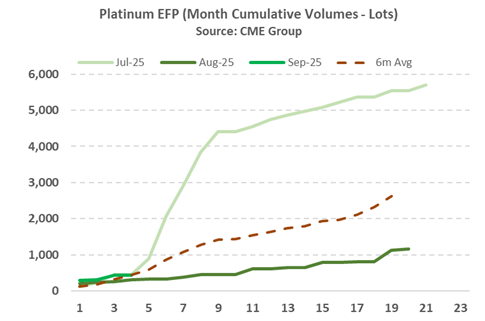 Platinum EFP (Month Cumulative Volumes - Lots)
Source: CME Group
Jul-25 Aug-25 Sep-25 6m Avg
6,000
5,000
4,000
3,000
2,000
1,000
0
1 3 5 7 9 11 13 15 17 19 21 23